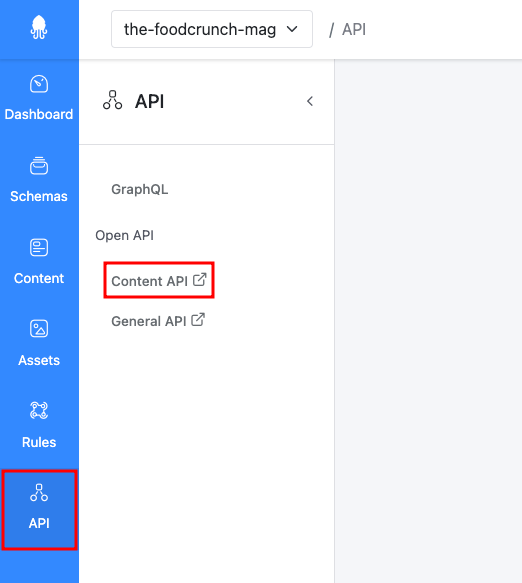 the-foodcrunch-mag
/ API
Dashboard
Schemas
Content
Assets
Rules
API
API
GraphQL
Open API
Content API
General API